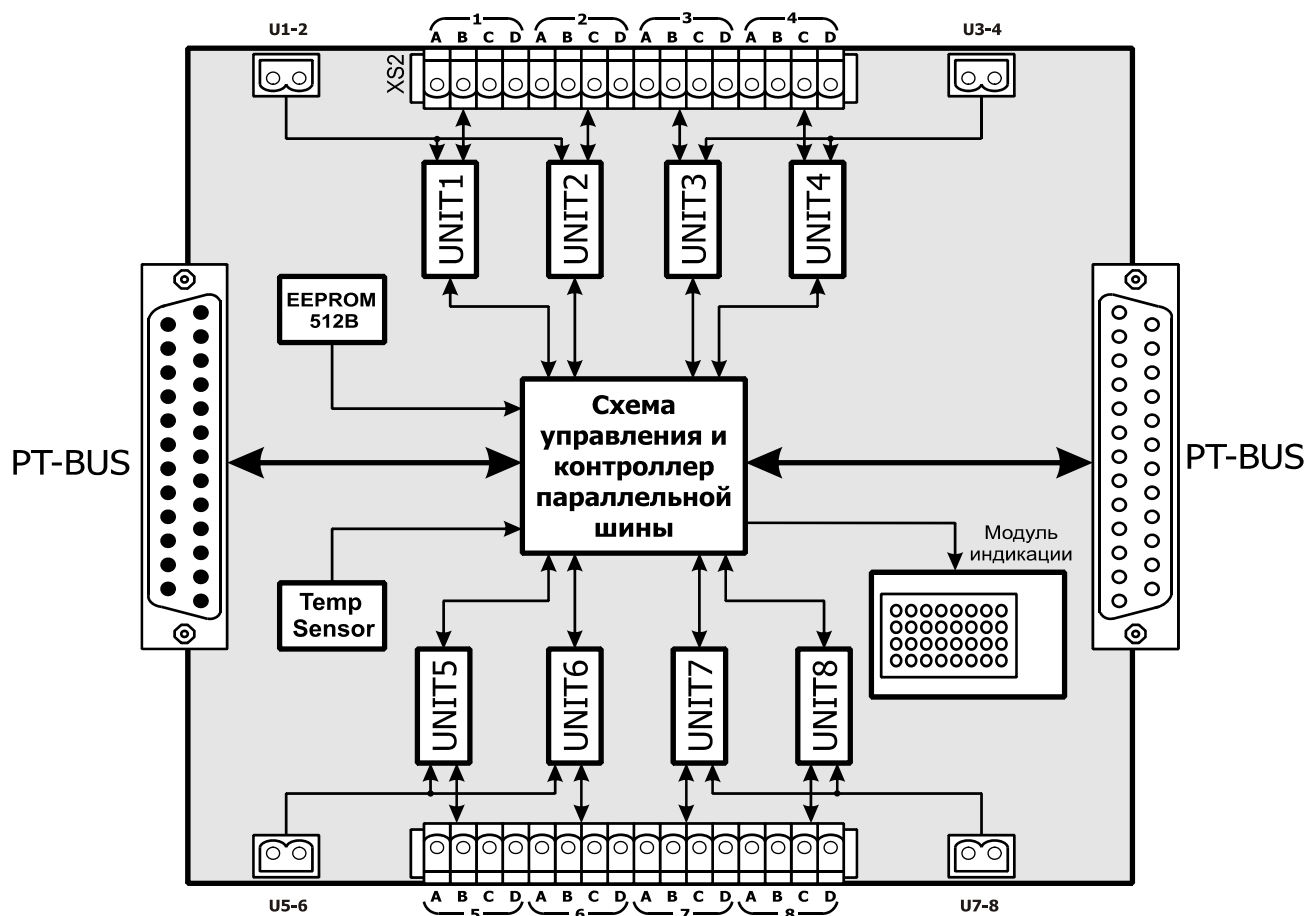 U1-2
1 2 3 4
U3-4
A B C D A B C D A B C D A B C D
XS2
UNIT1
UNIT2
UNIT3
UNIT4
EEPROM
512B
Схема
управления и
контроллер
параллельной
шины
PT-BUS
PT-BUS
Модуль
индикации
Temp
Sensor
UNIT5
UNIT6
UNIT7
UNIT8
A B C D A B C D A B C D A B C D
U5-6
5 6 7 8
U7-8